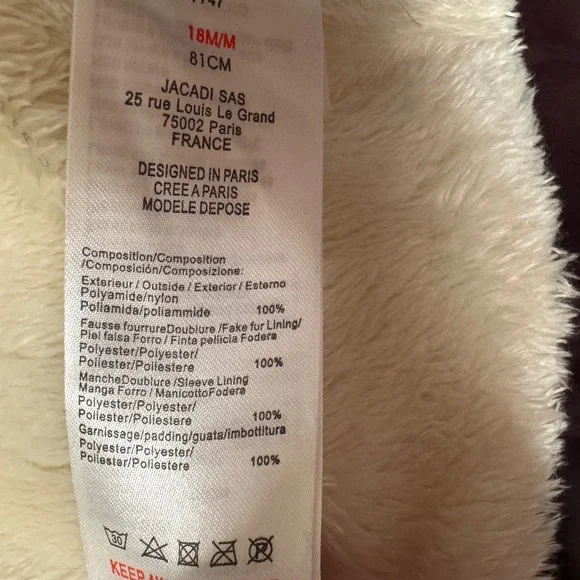 18M/M
81CM
JACADI SAS
25 rue Louis Le Grand
75002 Paris
FRANCE
DESIGNED IN PARIS
CREE A PARIS
MODELE DEPOSE
Composition/Composition
/Composición/Composizione:
Exterieur / Outside / Exterior / Esterno
Polyamide/nylon
Poliamida/poliammide 100%
Fausse fourrureDoublure /Fake fur Lining/
Piel falsa Forro / Finta pellicia Fodera
Polyester/Polyester/
Poliester/Poliestere 100%
MancheDoublure /Sleeve Lining
Manga Forro / ManicottoFodera
Polyester/Polyester/
Poliester/Poliestere 100%
Garnissage/padding/guata/imbottitura
Polyester/Polyester/
Poliester/Poliestere 100%
30 P
KEEP